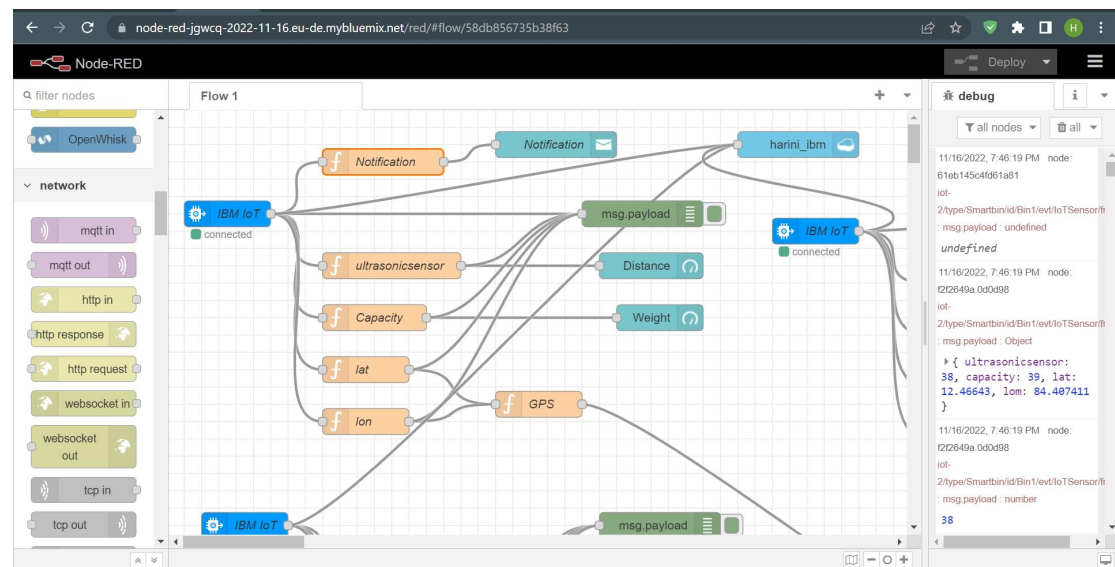 node-red-jgwcq-2022-11-16.eu-de.mybluemix.net/red/#flow/58db856735b38f63
H
Node-RED
Deploy
filter nodes
OpenWhisk
network
mqtt in
mqtt out
http in
http response
http request
websocket in
websocket
out
tcp in
tcp out
Flow 1
Notification
Notification
harini_ibm
IBM IoT
connected
msg.payload
IBM IoT
connected
f
ultrasonicsensor
Distance
f
Capacity
Weight
f
lat
f
GPS
f
lon
IBM IoT
msg.payload
debug
i
all nodes
all
11/16/2022, 7:46:19 PM node:
61eb145c4fd61a81
iot-
2/type/Smartbin/id/Bin1/evt/IoTSensor/
: msg.payload : undefined
undefined
11/16/2022, 7:46:19 PM node:
f2f2649a.0d0d98
iot-
2/type/Smartbin/id/Bin1/evt/IoTSensor/
: msg.payload : Object
{ ultrasonicsensor:
38, capacity: 39, lat:
12.46643, lom: 84.407411
}
11/16/2022, 7:46:19 PM node:
f2f2649a.0d0d98
iot-
2/type/Smartbin/id/Bin1/evt/IoTSensor/
: msg.payload : number
38